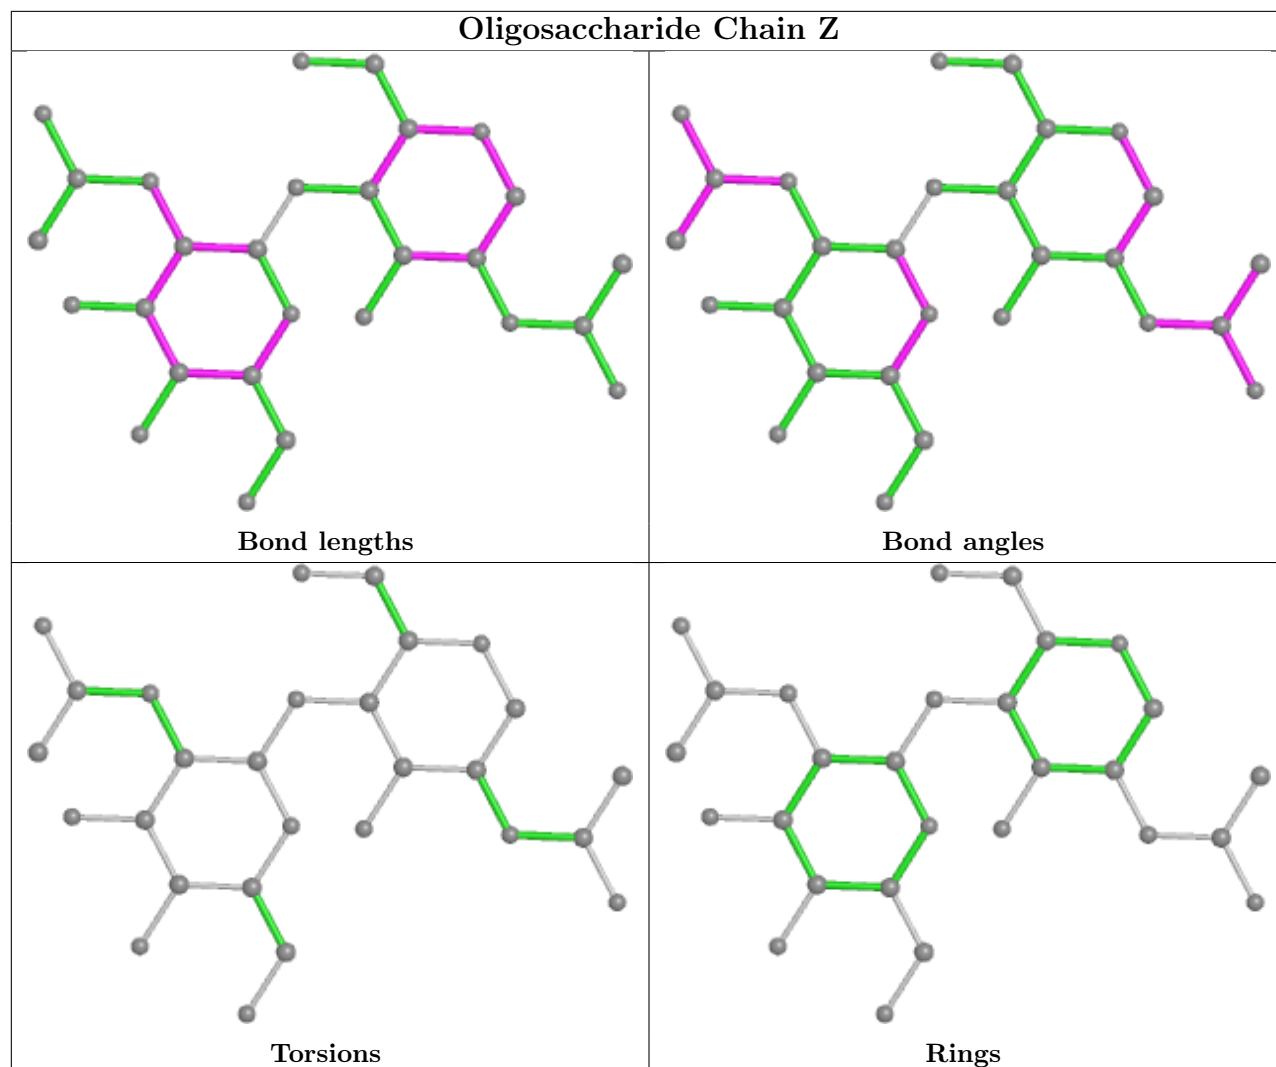 Oligosaccharide Chain Z
Bond lengths
Bond angles
Torsions
Rings